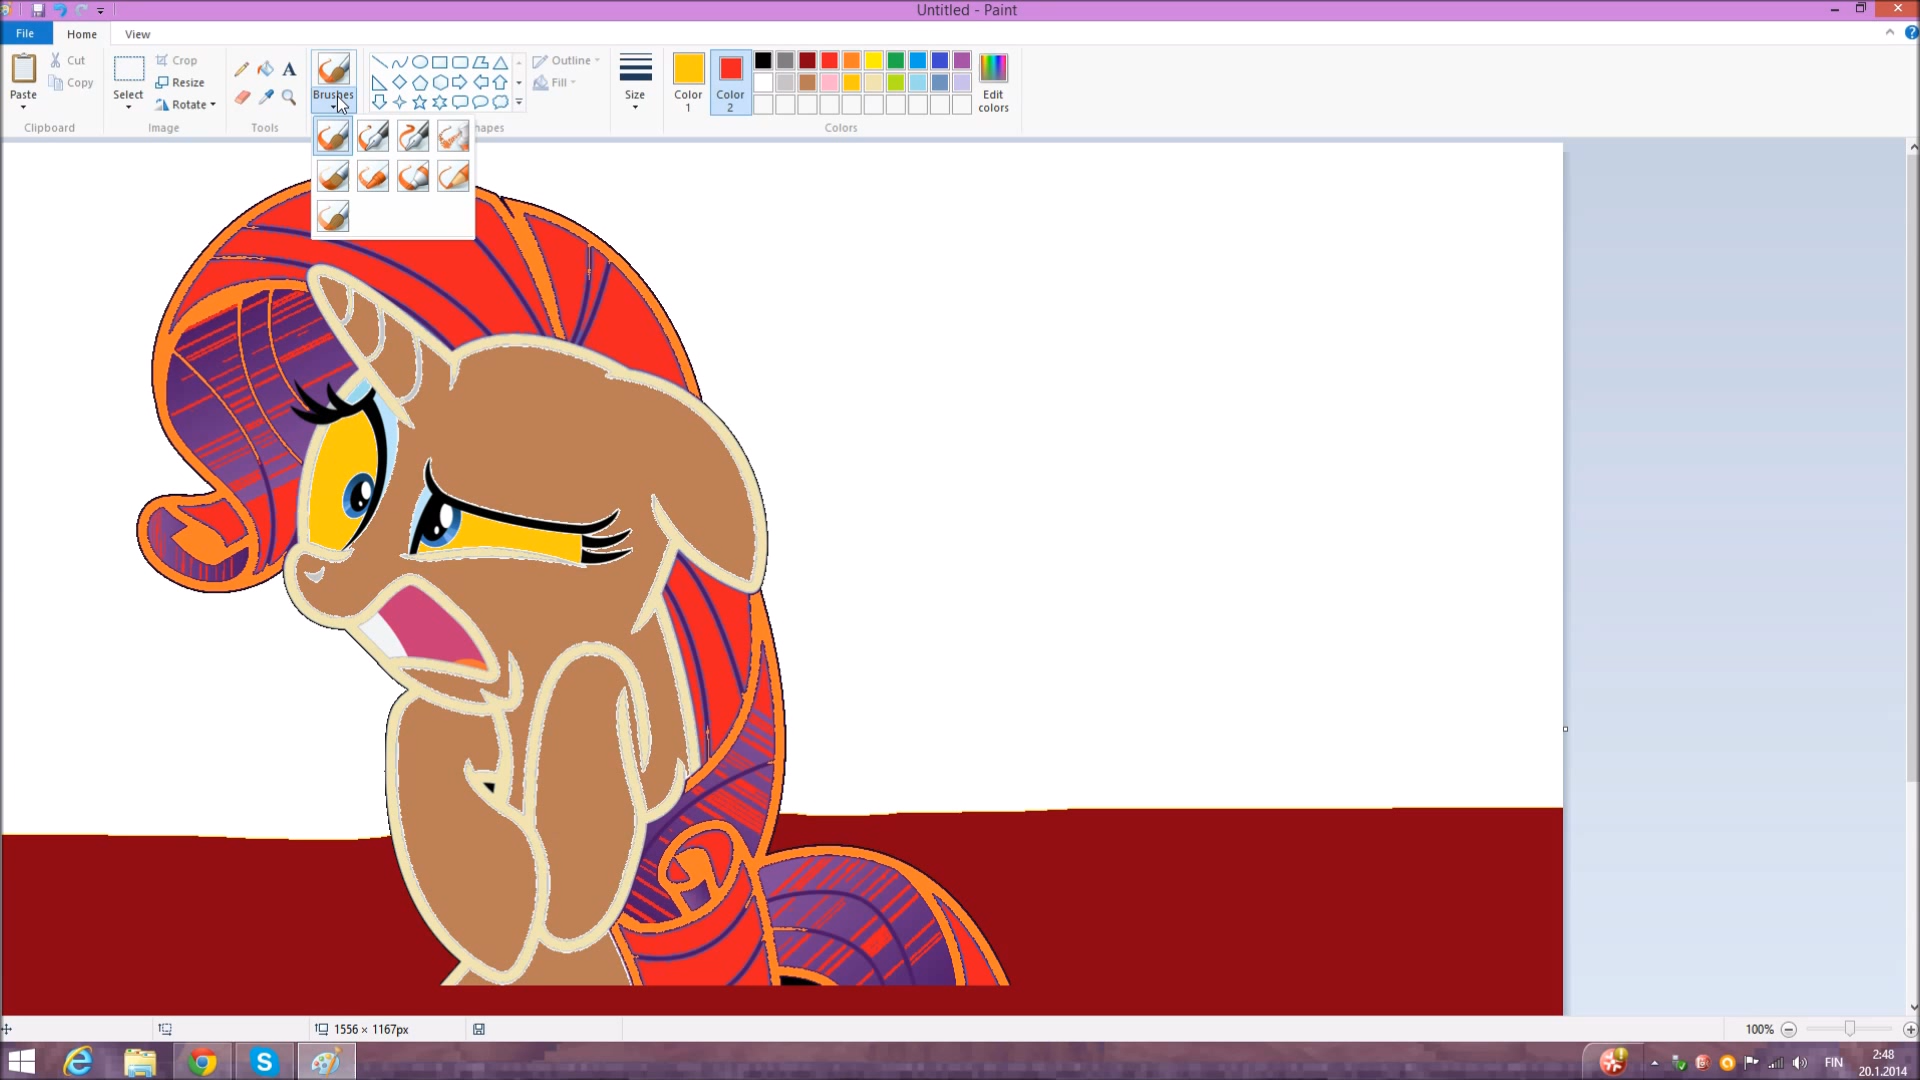 Untitled - Paint
File
Home
View
Paste
Cut
Copy
Clipboard
Select
Crop
Resize
Rotate
Image
A
Tools
Brushes
Outline
Fill
hapes
Size
Color
1
Color
2
Edit
colors
Colors
1556 × 1167px
100%
FIN
2:48
20.1.2014